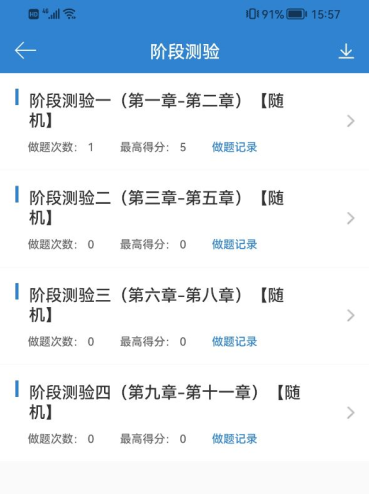 HD 4G 91% 15:57
阶段测验
阶段测验一（第一章-第二章）【随
机】
做题次数： 1 最高得分： 5 做题记录
阶段测验二（第三章-第五章）【随
机】
做题次数： 0 最高得分： 0 做题记录
阶段测验三（第六章-第八章）【随
机】
做题次数： 0 最高得分： 0 做题记录
阶段测验四（第九章-第十一章）【随
机】
做题次数： 0 最高得分： 0 做题记录